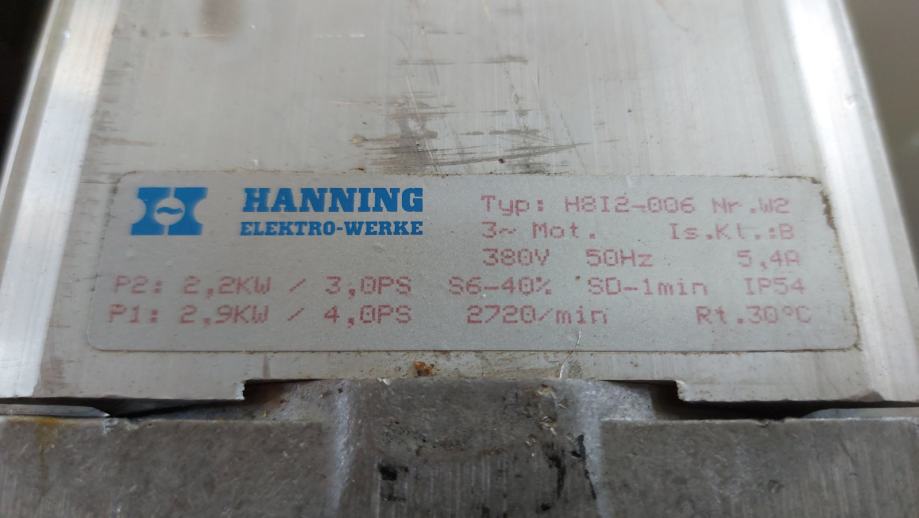 HANNING
ELEKTRO-WERKE
Typ: H8I2-006 Nr.W2
3~ Mot. Is.Kl.:B
380V 50Hz 5,4A
P2: 2,2KW / 3,0PS S6-40% SD-1min IP54
P1: 2,9KW / 4,0PS 2720/min Rt.30°C